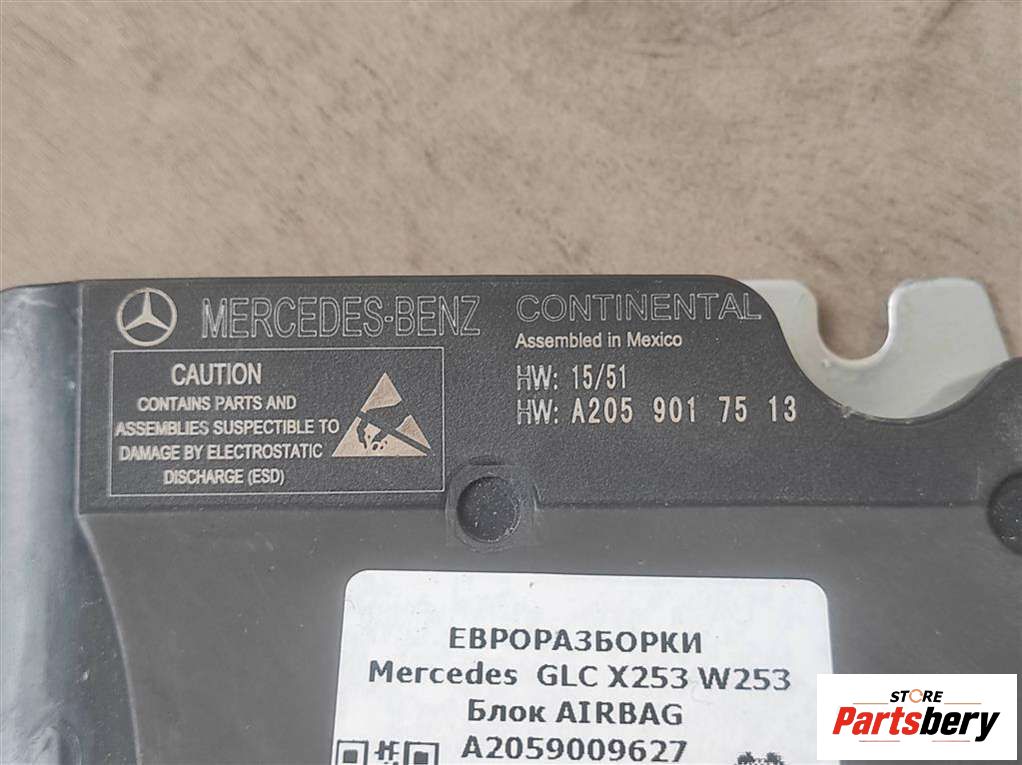 MERCEDES-BENZ
CONTINENTAL
Assembled in Mexico
HW: 15/51
HW: A205 901 75 13
CAUTION
CONTAINS PARTS AND
ASSEMBLIES SUSPECTIBLE TO
DAMAGE BY ELECTROSTATIC
DISCHARGE (ESD)
ЕВРОРАЗБОРКИ
Mercedes GLC X253 W253
Блок AIRBAG
A2059009627
STORE
Partsbery